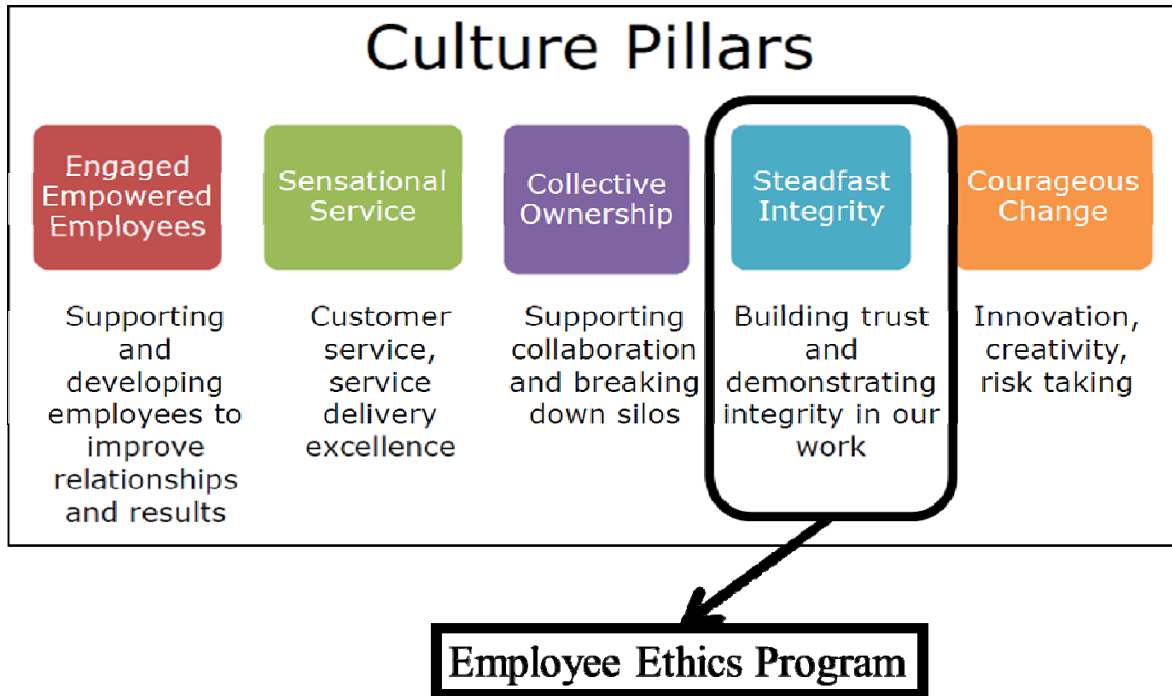 Culture Pillars
Engaged
Empowered
Employees
Supporting
and
developing
employees to
improve
relationships
and results
Sensational
Service
Customer
service,
service
delivery
excellence
Collective
Ownership
Supporting
collaboration
and breaking
down silos
Steadfast
Integrity
Building trust
and
demonstrating
integrity in our
work
Courageous
Change
Innovation,
creativity,
risk taking
Employee Ethics Program